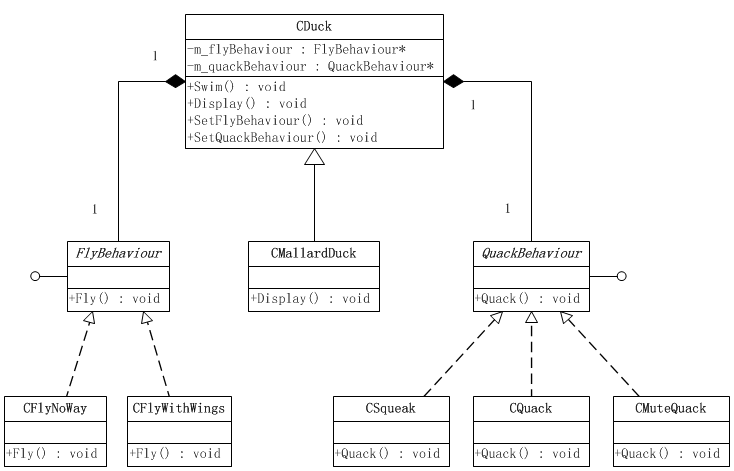 CDuck
-m_flyBehaviour : FlyBehaviour*
-m_quackBehaviour : QuackBehaviour*
+Swim() : void
+Display() : void
+SetFlyBehaviour() : void
+SetQuackBehaviour() : void
1
1
1
1
FlyBehaviour
+Fly() : void
CMallardDuck
+Display() : void
QuackBehaviour
+Quack() : void
CFlyNoWay
+Fly() : void
CFlyWithWings
+Fly() : void
CSqueak
+Quack() : void
CQuack
+Quack() : void
CMuteQuack
+Quack() : void